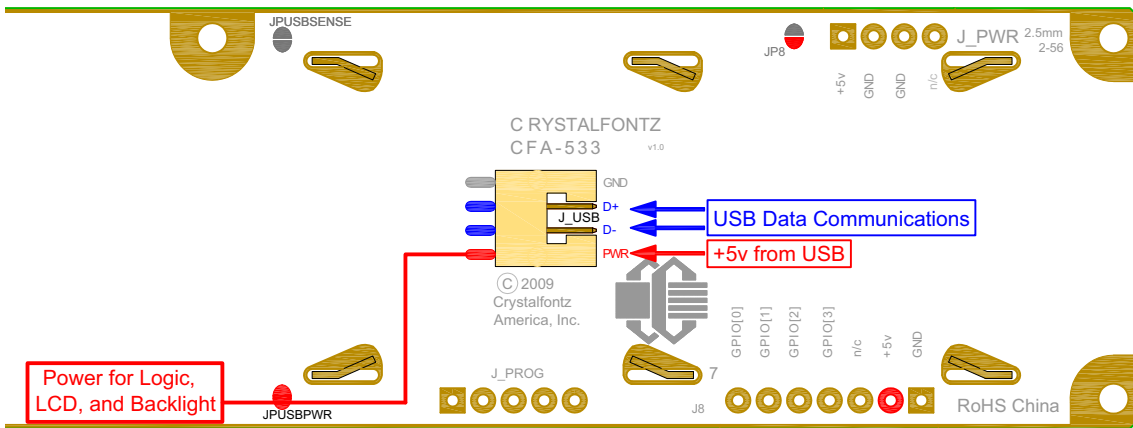 JPUSBSENSE
JP8
J_PWR
2.5mm
2-56
+5v
GND
GND
n/c
C RYSTALFONTZ
CFA-533
v1.0
GND
D+
J_USB
D-
PWR
USB Data Communications
+5v from USB
© 2009
Crystalfontz
America, Inc.
GPIO[0]
GPIO[1]
GPIO[2]
GPIO[3]
n/c
+5v
GND
Power for Logic,
LCD, and Backlight
JPUSBPWR
J_PROG
7
J8
RoHS China